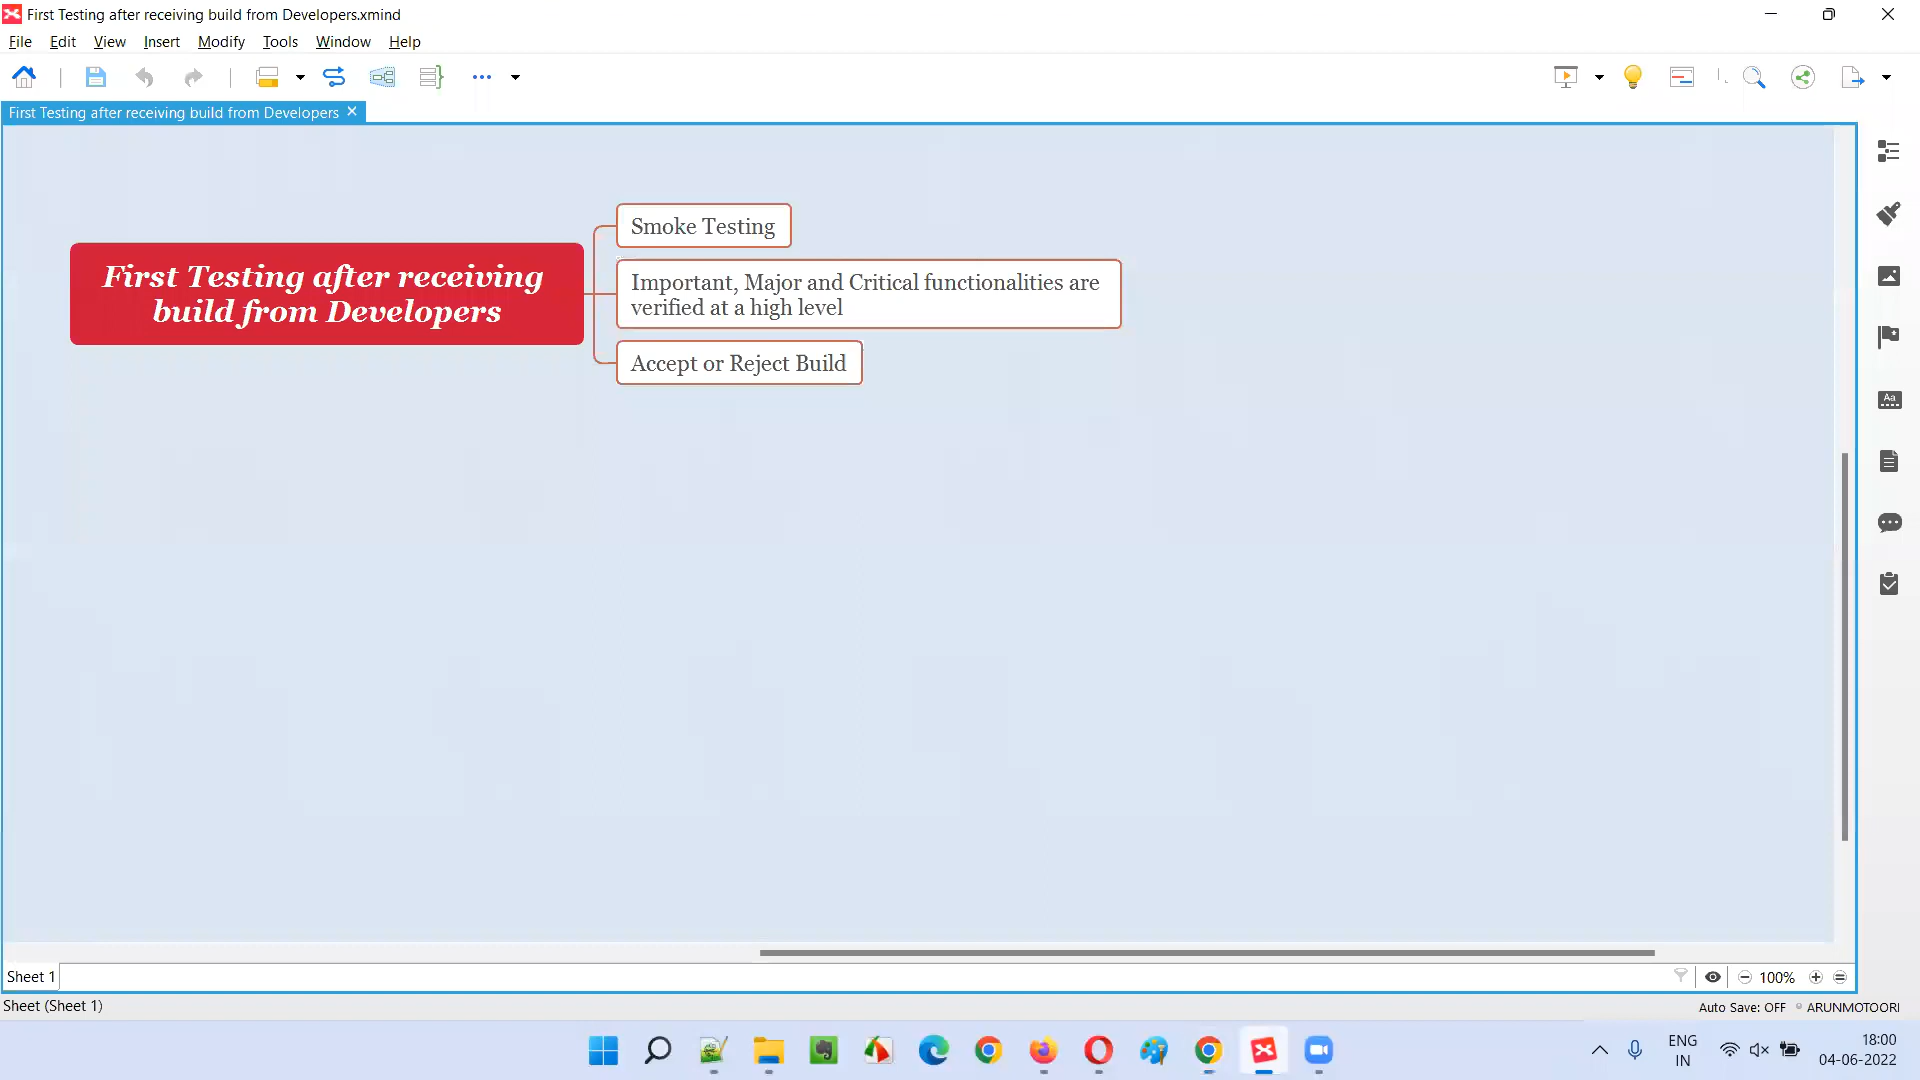 First Testing after receiving build from Developers.xmind
File Edit View Insert Modify Tools Window Help
First Testing after receiving build from Developers
First Testing after receiving
build from Developers
Smoke Testing
Important, Major and Critical functionalities are
verified at a high level
Accept or Reject Build
Aa
Sheet 1
100%
Sheet (Sheet 1)
Auto Save: OFF
ARUNMOTOORI
ENG
IN
18:00
04-06-2022